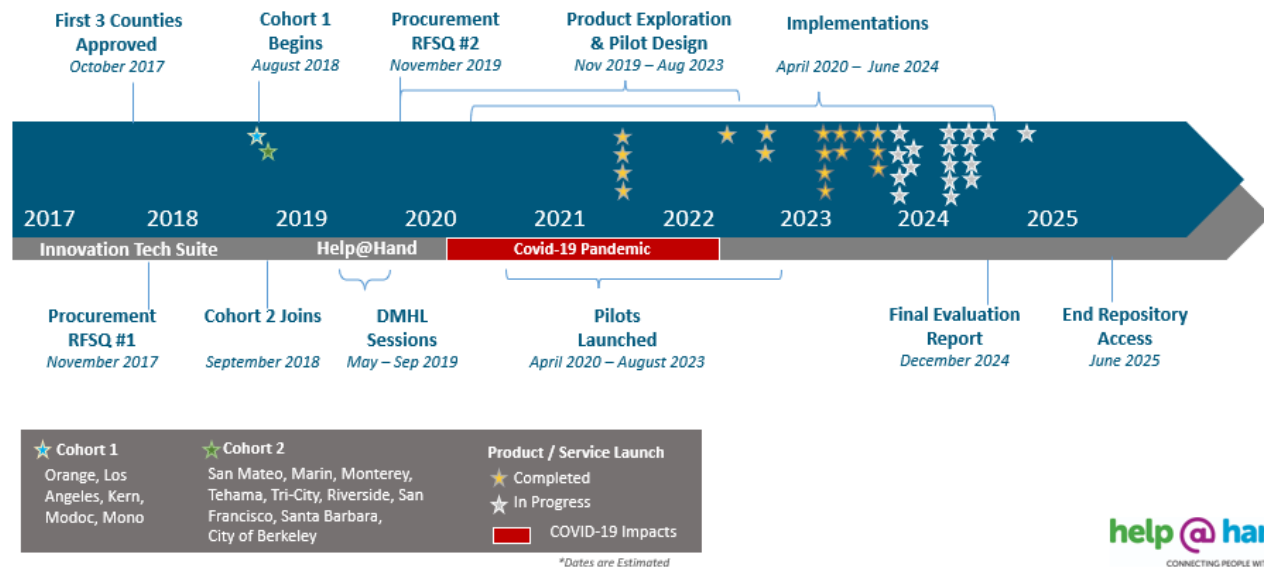 First 3 Counties
Approved
October 2017
Cohort 1
Begins
August 2018
Procurement
RFSQ #2
November 2019
Product Exploration
& Pilot Design
Nov 2019 – Aug 2023
Implementations
April 2020 – June 2024
2017
2018
2019
2020
2021
2022
2023
2024
2025
Innovation Tech Suite
Help@Hand
Covid-19 Pandemic
Procurement
RFSQ #1
November 2017
Cohort 2 Joins
September 2018
DMHL
Sessions
May – Sep 2019
Pilots
Launched
April 2020 – August 2023
Final Evaluation
Report
December 2024
End Repository
Access
June 2025
Cohort 1
Orange, Los
Angeles, Kern,
Modoc, Mono
Cohort 2
San Mateo, Marin, Monterey,
Tehama, Tri-City, Riverside, San
Francisco, Santa Barbara,
City of Berkeley
Product / Service Launch
Completed
In Progress
COVID-19 Impacts
*Dates are Estimated
help @ har
CONNECTING PEOPLE WIT